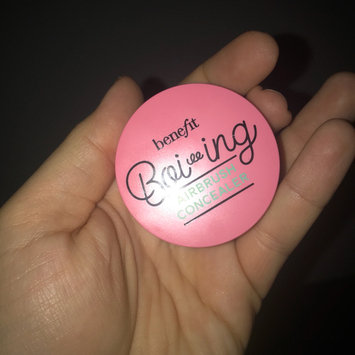 benefit
Boi-ing
AIRBRUSH
CONCEALER